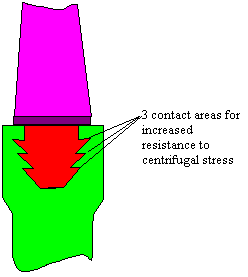 3 contact areas for
increased
resistance to
centrifugal stress